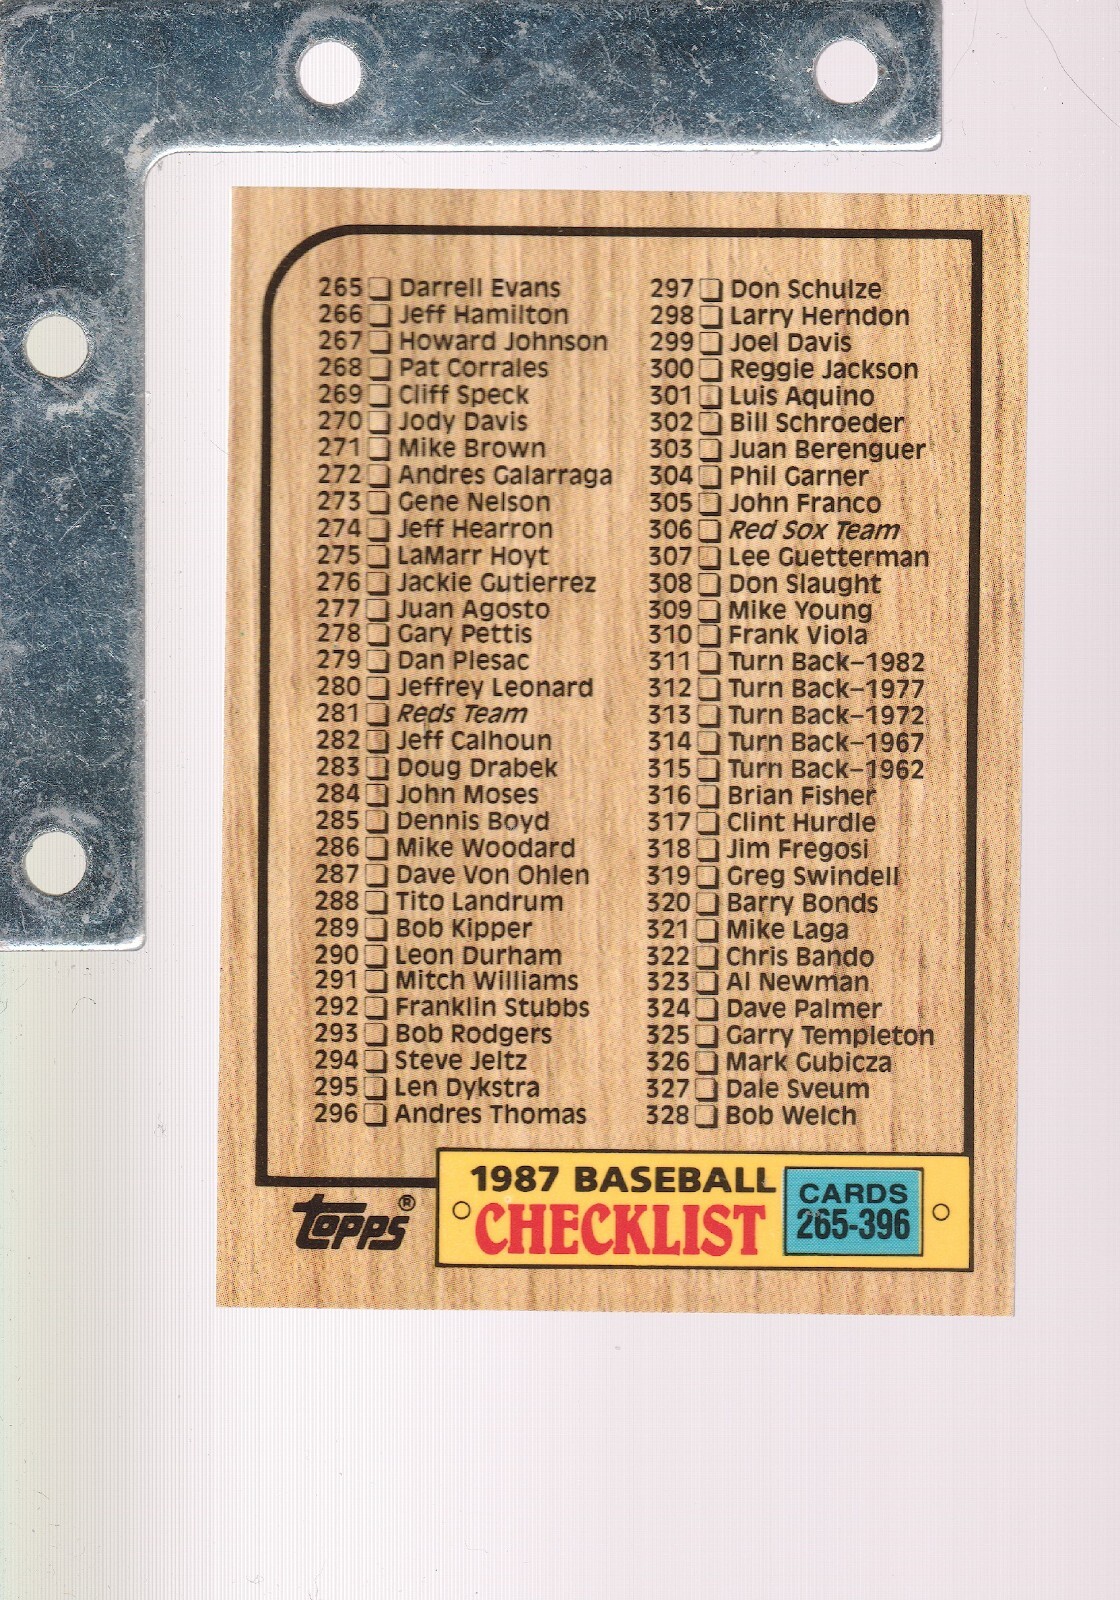 265 Darrell Evans
266 Jeff Hamilton
267 Howard Johnson
268 Pat Corrales
269 Cliff Speck
270 Jody Davis
271 Mike Brown
272 Andres Galarraga
273 Gene Nelson
274 Jeff Hearron
275 LaMarr Hoyt
276 Jackie Gutierrez
277 Juan Agosto
278 Gary Pettis
279 Dan Plesac
280 Jeffrey Leonard
281 Reds Team
282 Jeff Calhoun
283 Doug Drabek
284 John Moses
285 Dennis Boyd
286 Mike Woodard
287 Dave Von Ohlen
288 Tito Landrum
289 Bob Kipper
290 Leon Durham
291 Mitch Williams
292 Franklin Stubbs
293 Bob Rodgers
294 Steve Jeltz
295 Len Dykstra
296 Andres Thomas
297 Don Schulze
298 Larry Herndon
299 Joel Davis
300 Reggie Jackson
301 Luis Aquino
302 Bill Schroeder
303 Juan Berenguer
304 Phil Garner
305 John Franco
306 Red Sox Team
307 Lee Guetterman
308 Don Slaught
309 Mike Young
310 Frank Viola
311 Turn Back-1982
312 Turn Back-1977
313 Turn Back-1972
314 Turn Back-1967
315 Turn Back-1962
316 Brian Fisher
317 Clint Hurdle
318 Jim Fregosi
319 Greg Swindell
320 Barry Bonds
321 Mike Laga
322 Chris Bando
323 Al Newman
324 Dave Palmer
325 Garry Templeton
326 Mark Gubicza
327 Dale Sveum
328 Bob Welch
topps®
1987 BASEBALL
CHECKLIST
CARDS
265-396